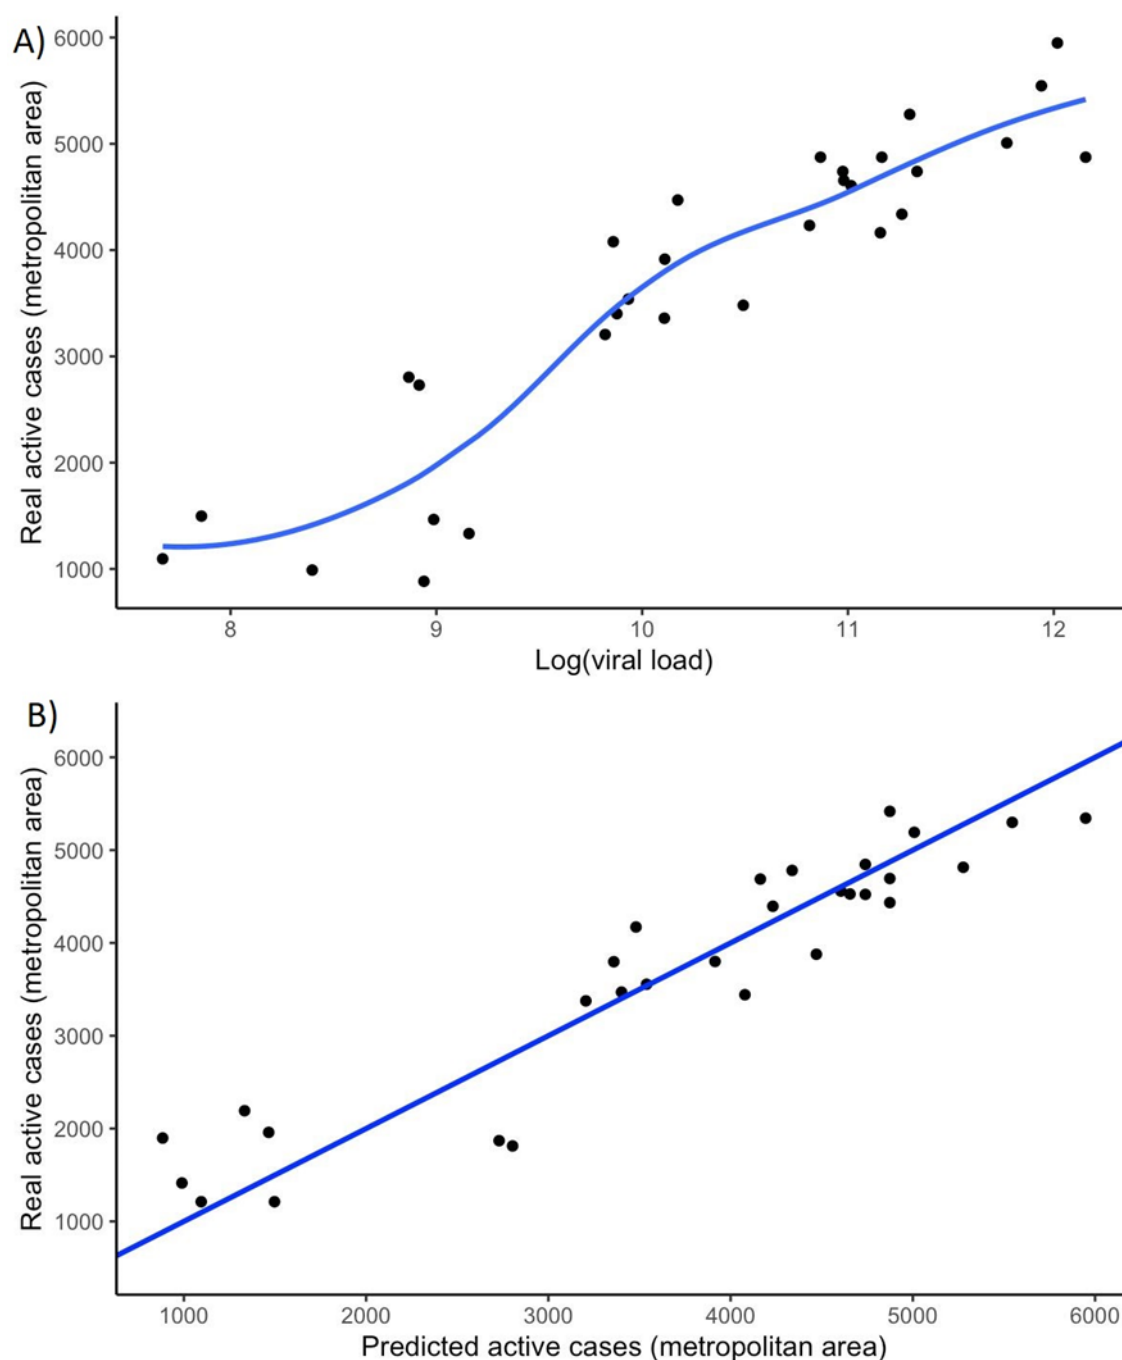 A)
Real active cases (metropolitan area)
6000
5000
4000
3000
2000
1000
8 9 10 11 12
Log(viral load)
B)
Real active cases (metropolitan area)
6000
5000
4000
3000
2000
1000
1000 2000 3000 4000 5000 6000
Predicted active cases (metropolitan area)